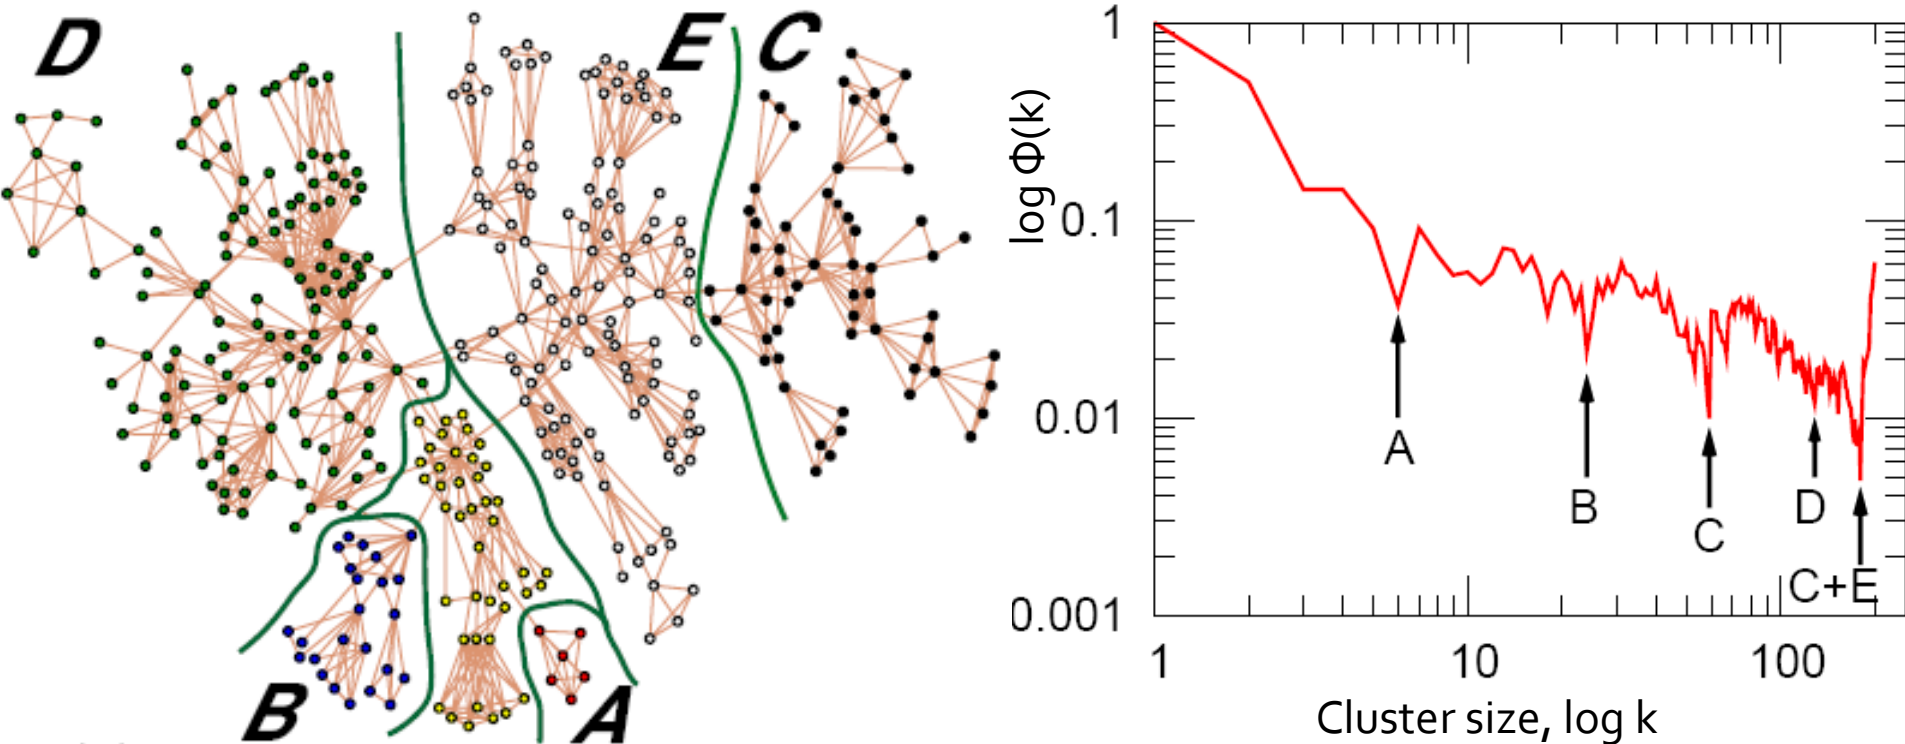 D
E
C
B
A
log Φ(k)
1
0.1
0.01
0.001
A
B
C
D
C+E
1
10
100
Cluster size, log k